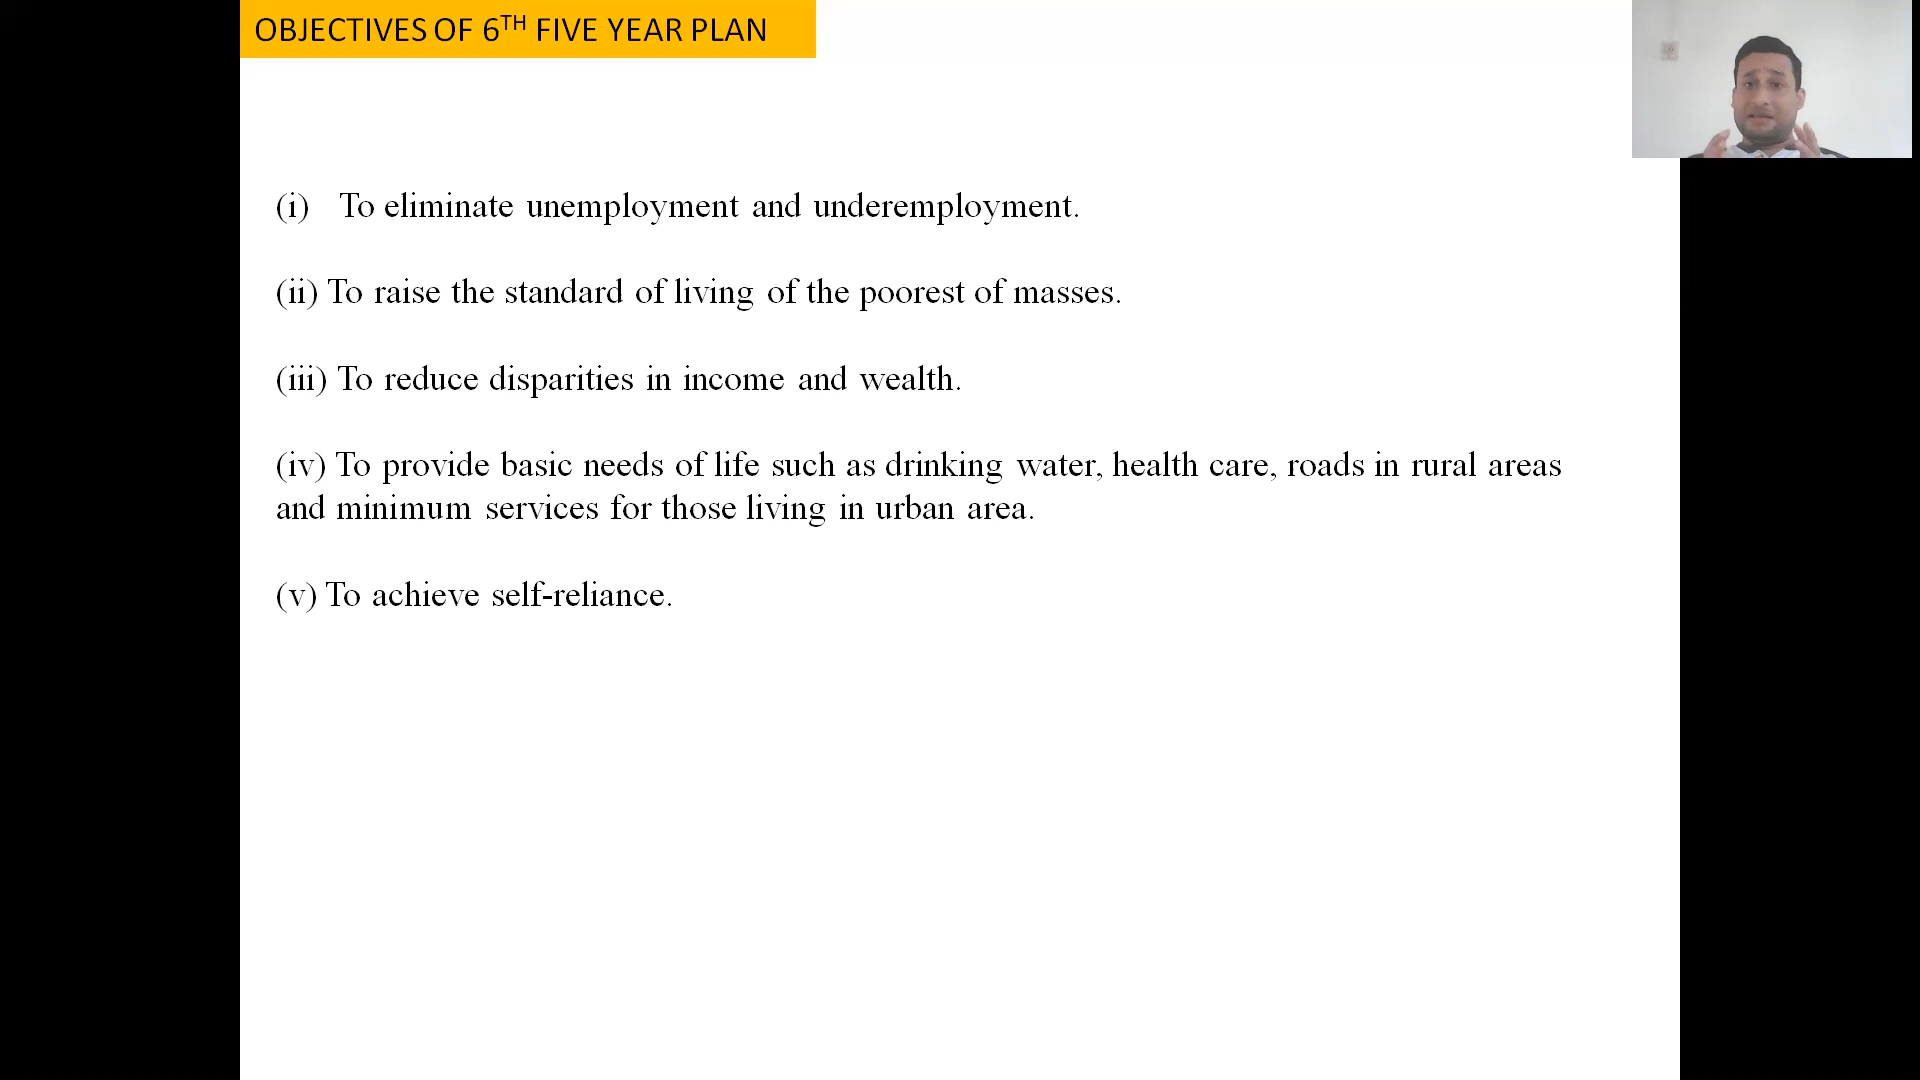 OBJECTIVES OF 6TH FIVE YEAR PLAN
(i) To eliminate unemployment and underemployment.
(ii) To raise the standard of living of the poorest of masses.
(iii) To reduce disparities in income and wealth.
(iv) To provide basic needs of life such as drinking water, health care, roads in rural areas
and minimum services for those living in urban area.
(v) To achieve self-reliance.